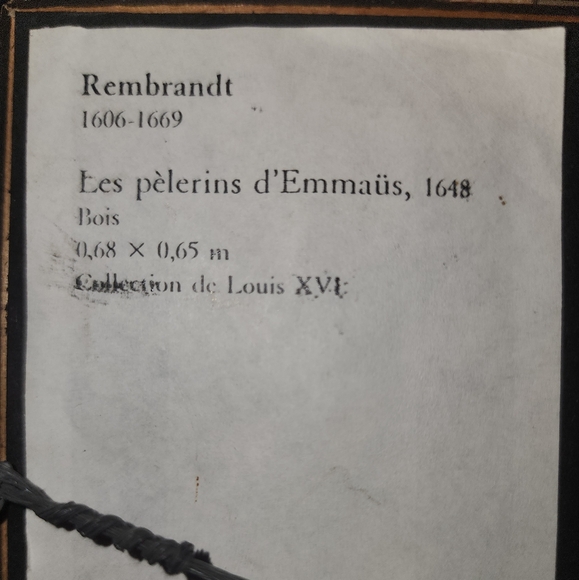 Rembrandt
1606-1669
Les pèlerins d'Emmaüs, 1648
Bois
0,68 × 0,65 m
Collection de Louis XVI